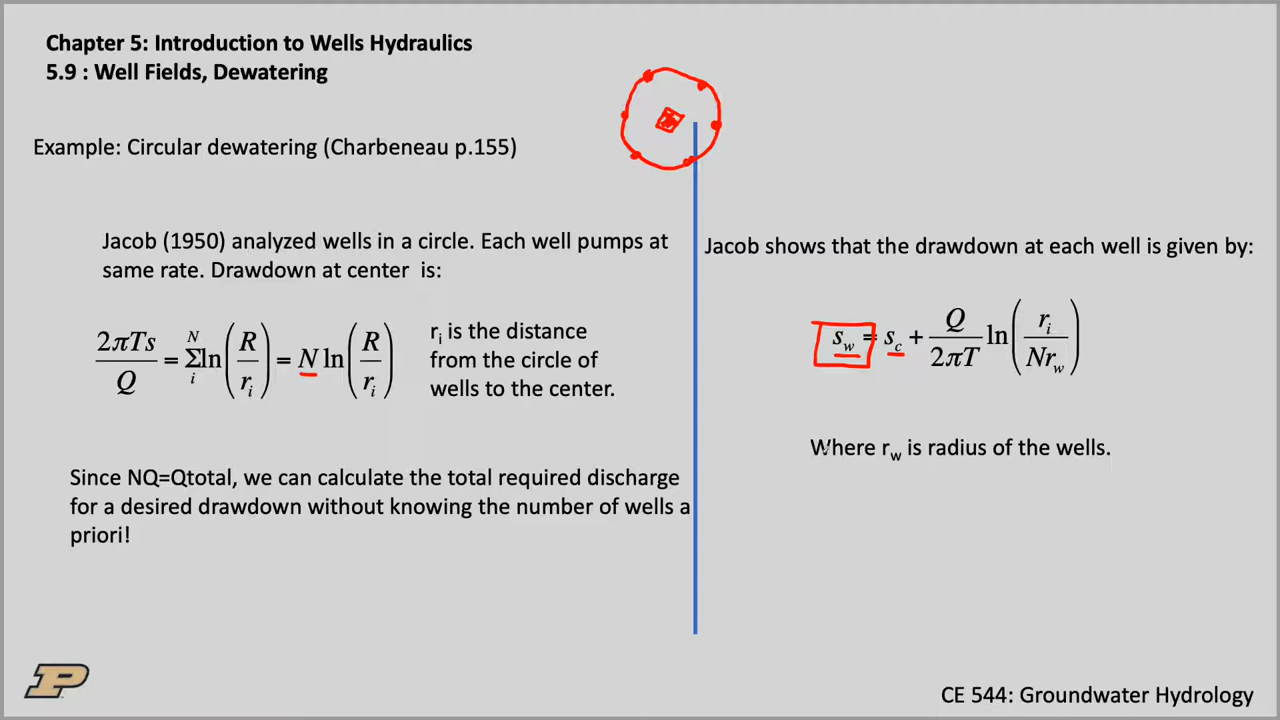 Chapter 5: Introduction to Wells Hydraulics
5.9 : Well Fields, Dewatering
Example: Circular dewatering (Charbeneau p.155)
Jacob (1950) analyzed wells in a circle. Each well pumps at
same rate. Drawdown at center is:
2πTs/Q = Σ_i^N ln(R/r_i) = N ln(R/r_i)
r_i is the distance
from the circle of
wells to the center.
Since NQ=Qtotal, we can calculate the total required discharge
for a desired drawdown without knowing the number of wells a
priori!
Jacob shows that the drawdown at each well is given by:
s_w = s_c + Q/2πT ln(r_i/Nr_w)
Where r_w is radius of the wells.
P
CE 544: Groundwater Hydrology